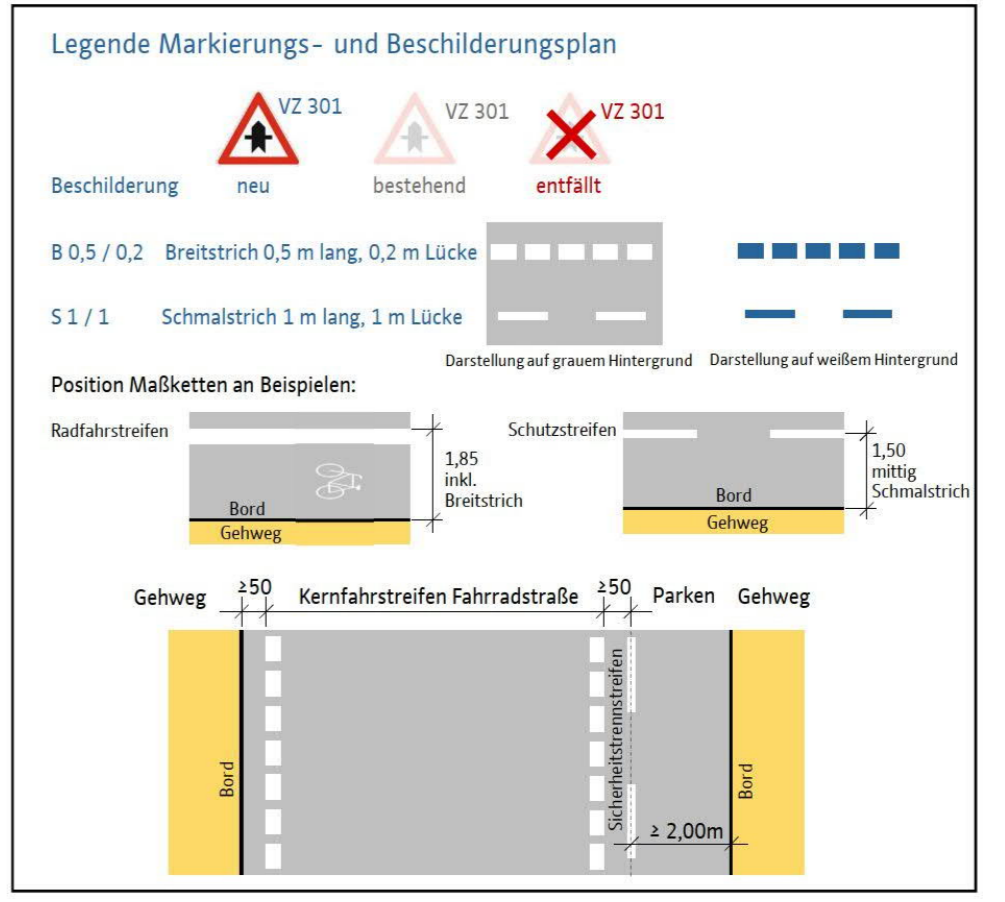 Legende Markierungs- und Beschilderungsplan
VZ 301 VZ 301 VZ 301
Beschilderung neu bestehend entfällt
B 0,5 / 0,2 Breitstrich 0,5 m lang, 0,2 m Lücke
S 1 / 1 Schmalstrich 1 m lang, 1 m Lücke
Darstellung auf grauem Hintergrund Darstellung auf weißem Hintergrund
Position Maßketten an Beispielen:
Radfahrstreifen
1,85
inkl.
Breitstrich
Bord
Gehweg
Schutzstreifen
1,50
mittig
Schmalstrich
Bord
Gehweg
Gehweg ≥50 Kernfahrstreifen Fahrradstraße ≥50 Parken Gehweg
Bord
Sicherheitstrennstreifen
Bord
≥ 2,00m